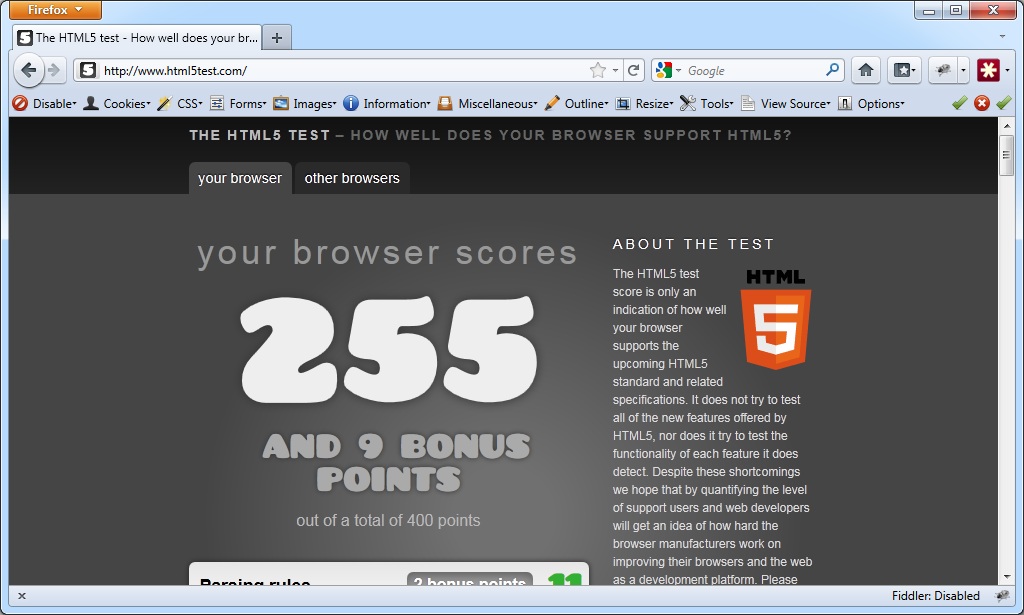 Firefox
The HTML5 test - How well does your br...
http://www.html5test.com/
Google
Disable Cookies CSS Forms Images Information Miscellaneous Outline Resize Tools View Source Options
THE HTML5 TEST – HOW WELL DOES YOUR BROWSER SUPPORT HTML5?
your browser other browsers
your browser scores
255
AND 9 BONUS
POINTS
out of a total of 400 points
Parsing rules 2 bonus points 11
ABOUT THE TEST
HTML
5
The HTML5 test
score is only an
indication of how well
your browser
supports the
upcoming HTML5
standard and related
specifications. It does not try to test
all of the new features offered by
HTML5, nor does it try to test the
functionality of each feature it does
detect. Despite these shortcomings
we hope that by quantifying the level
of support users and web developers
will get an idea of how hard the
browser manufacturers work on
improving their browsers and the web
as a development platform. Please
Fiddler: Disabled